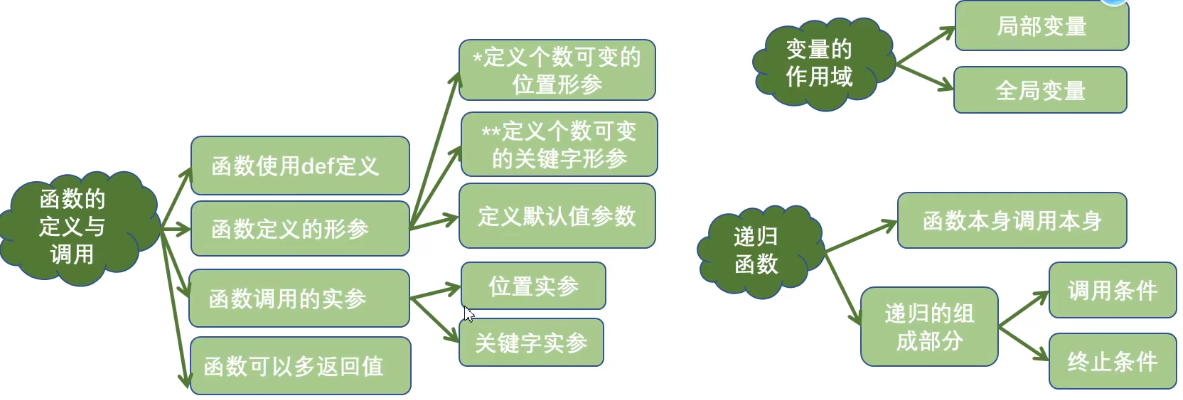 函数的
定义与
调用
函数使用def定义
函数定义的形参
*定义个数可变的
位置形参
**定义个数可变
的关键字形参
定义默认值参数
函数调用的实参
位置实参
关键字实参
函数可以多返回值
变量的
作用域
局部变量
全局变量
递归
函数
函数本身调用本身
递归的组
成部分
调用条件
终止条件